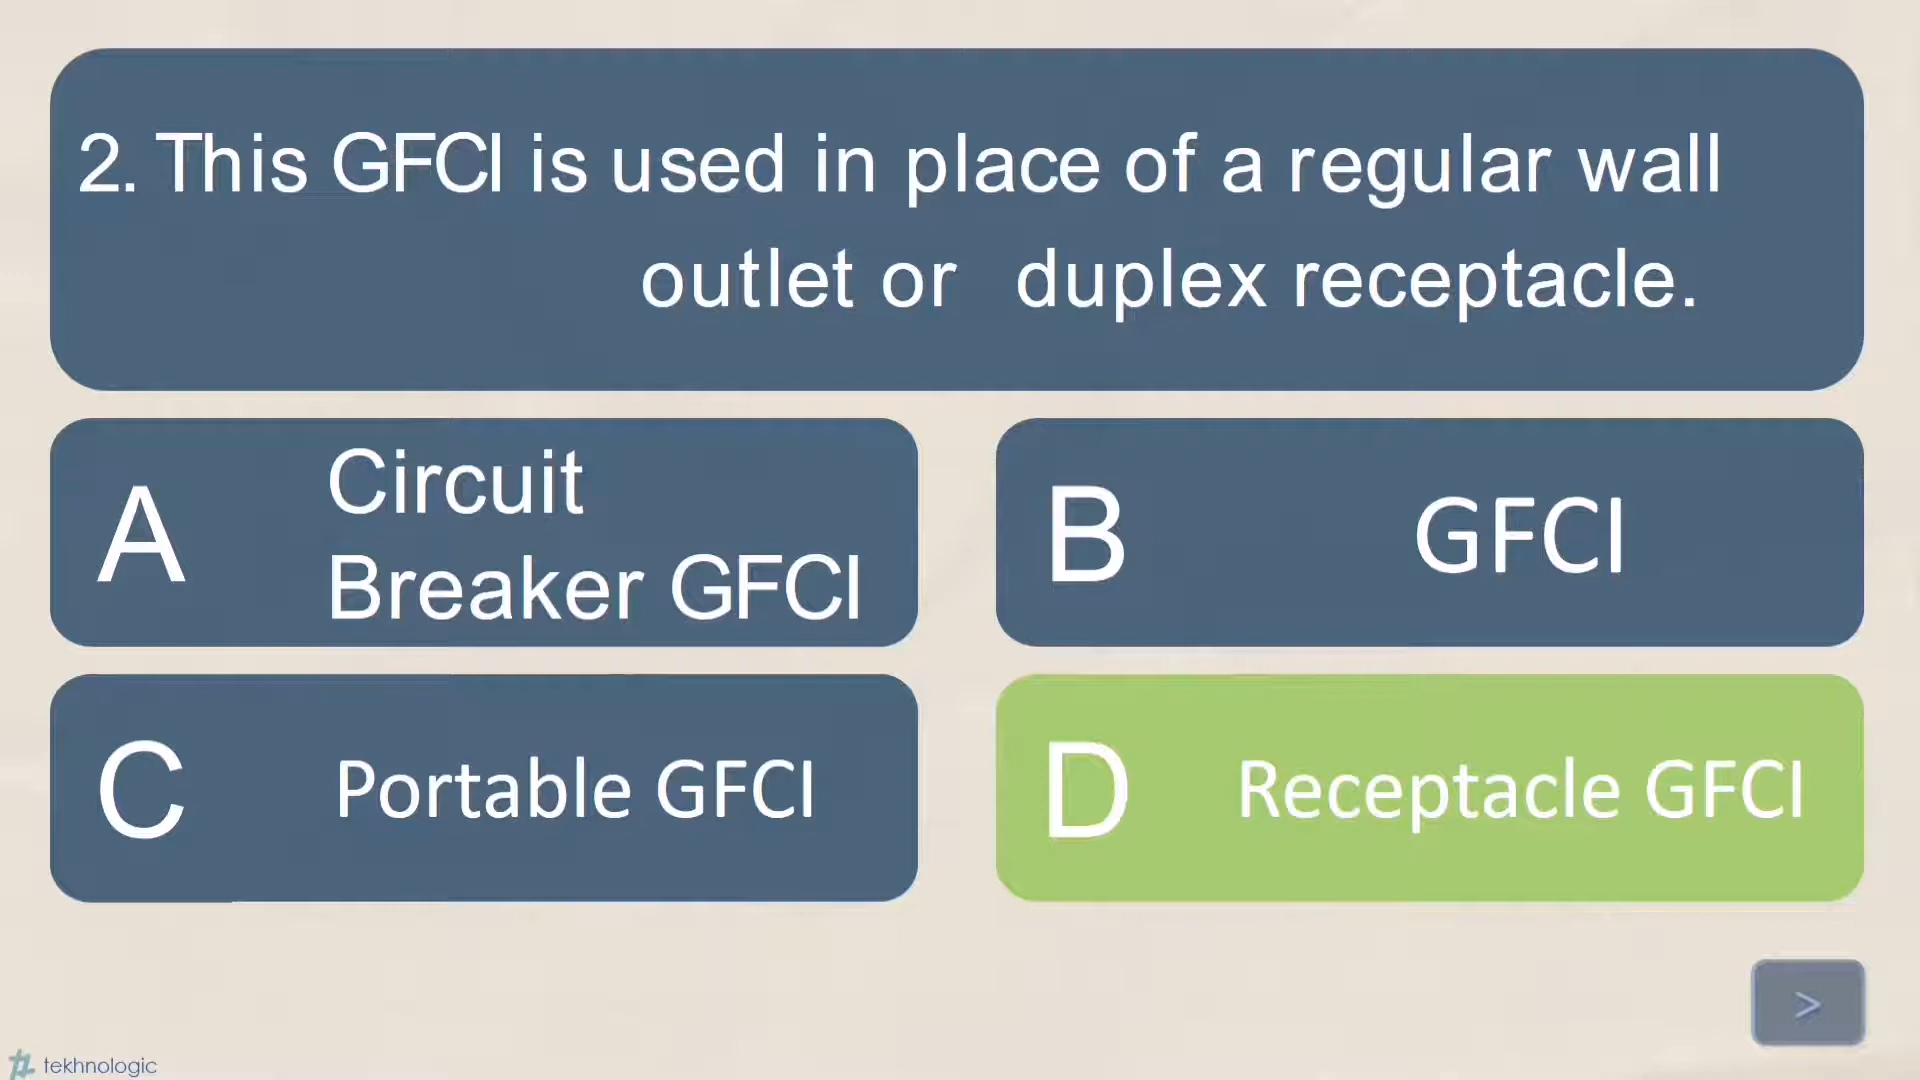 2. This GFCI is used in place of a regular wall
outlet or duplex receptacle.
A
Circuit
Breaker GFCI
B
GFCI
C
Portable GFCI
D
Receptacle GFCI
>
tekhnologic